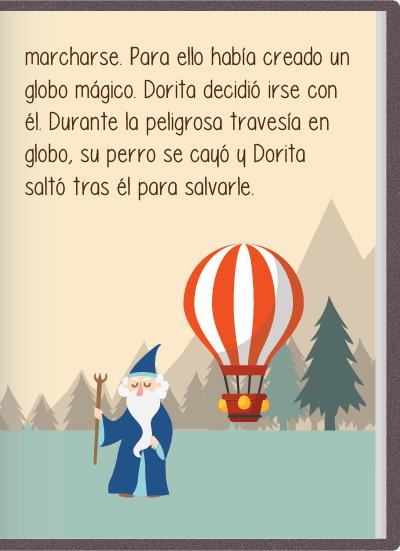 marcharse. Para ello había creado un
globo mágico. Dorita decidió irse con
él. Durante la peligrosa travesía en
globo, su perro se cayó y Dorita
saltó tras él para salvarle.